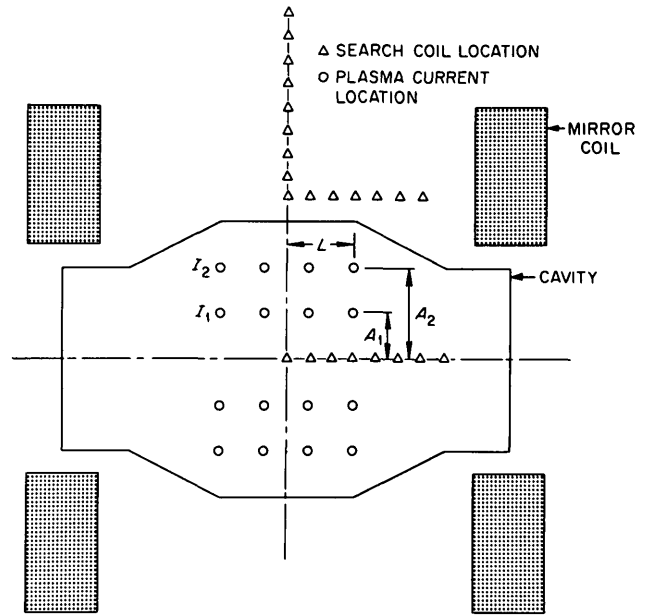 △ SEARCH COIL LOCATION
○ PLASMA CURRENT
LOCATION
MIRROR
COIL
L
I₂
CAVITY
I₁
A₁
A₂